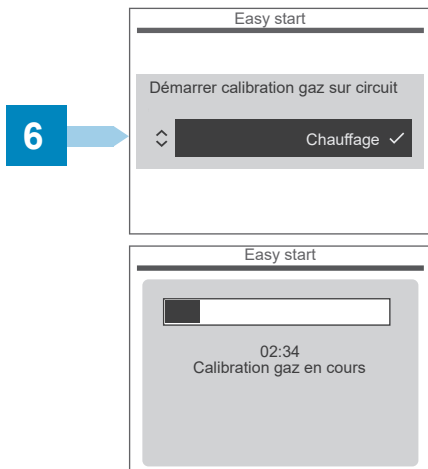 Easy start
Démarrer calibration gaz sur circuit
6
Chauffage
Easy start
02:34
Calibration gaz en cours